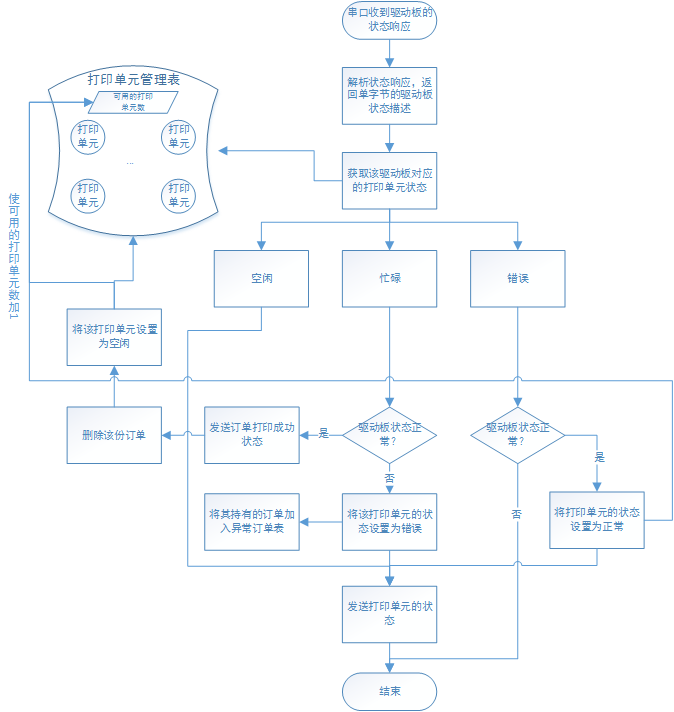 串口收到驱动板的
状态响应
打印单元管理表
可用的打印
单元数
打印
单元
打印
单元
...
打印
单元
打印
单元
解析状态响应，返
回单字节的驱动板
状态描述
获取该驱动板对应
的打印单元状态
使可用的打印单元数加1
空闲
忙碌
错误
将该打印单元设置
为空闲
删除该份订单
发送订单打印成功
状态
是
驱动板状态正
常？
驱动板状态正
常？
是
否
否
将其持有的订单加
入异常订单表
将该打印单元的状
态设置为错误
将打印单元的状态
设置为正常
发送打印单元的状
态
结束